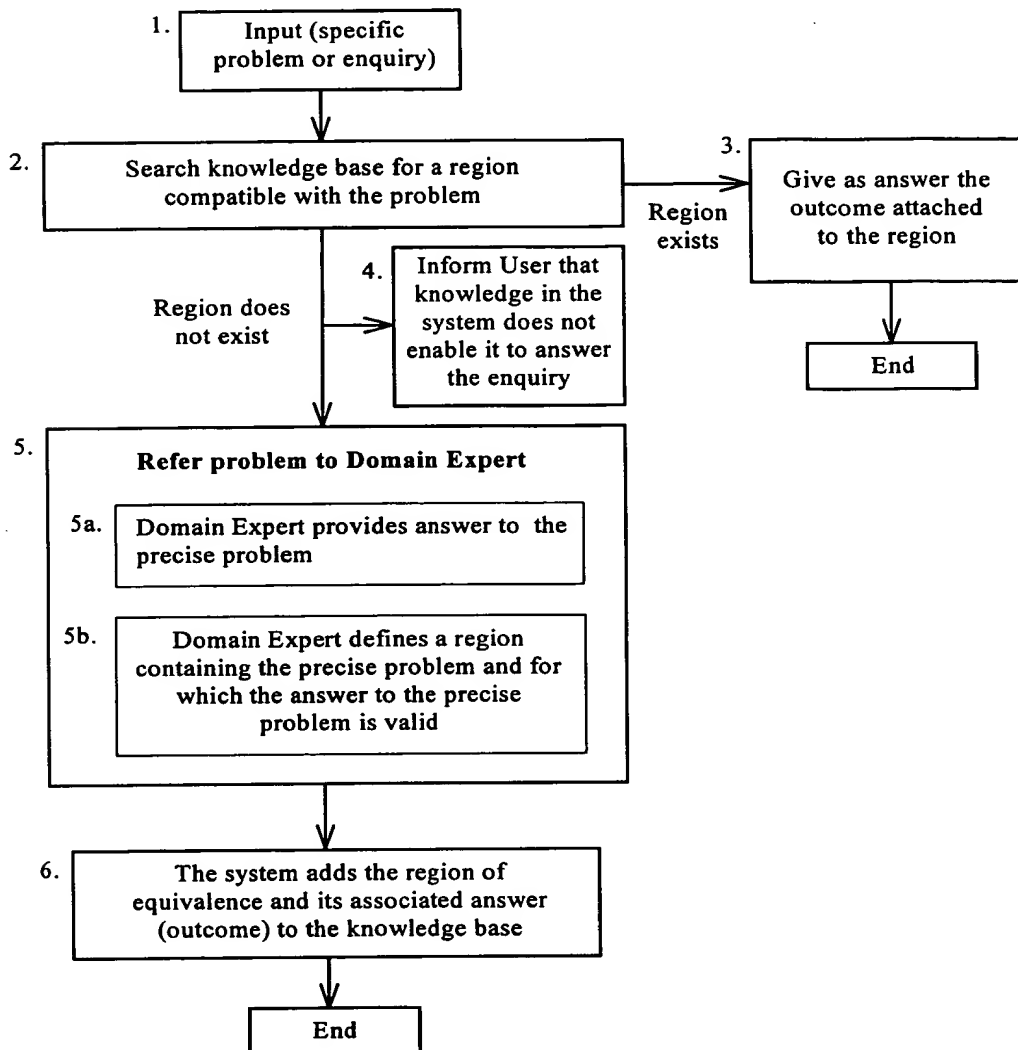 1.
Input (specific
problem or enquiry)
2.
Search knowledge base for a region
compatible with the problem
Region
exists
3.
Give as answer the
outcome attached
to the region
End
Region does
not exist
4.
Inform User that
knowledge in the
system does not
enable it to answer
the enquiry
5.
Refer problem to Domain Expert
5a.
Domain Expert provides answer to the
precise problem
5b.
Domain Expert defines a region
containing the precise problem and for
which the answer to the precise
problem is valid
6.
The system adds the region of
equivalence and its associated answer
(outcome) to the knowledge base
End